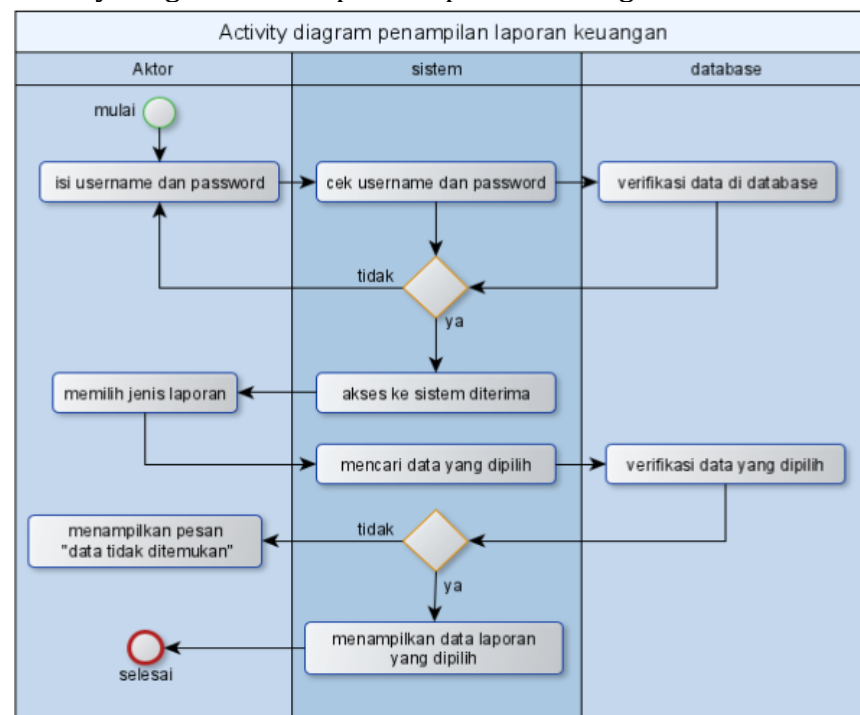 Activity diagram penampilan laporan keuangan
Aktor
sistem
database
mulai
isi username dan password
cek username dan password
verifikasi data di database
tidak
ya
memilih jenis laporan
akses ke sistem diterima
mencari data yang dipilih
verifikasi data yang dipilih
menampilkan pesan
"data tidak ditemukan"
tidak
ya
menampilkan data laporan
yang dipilih
selesai